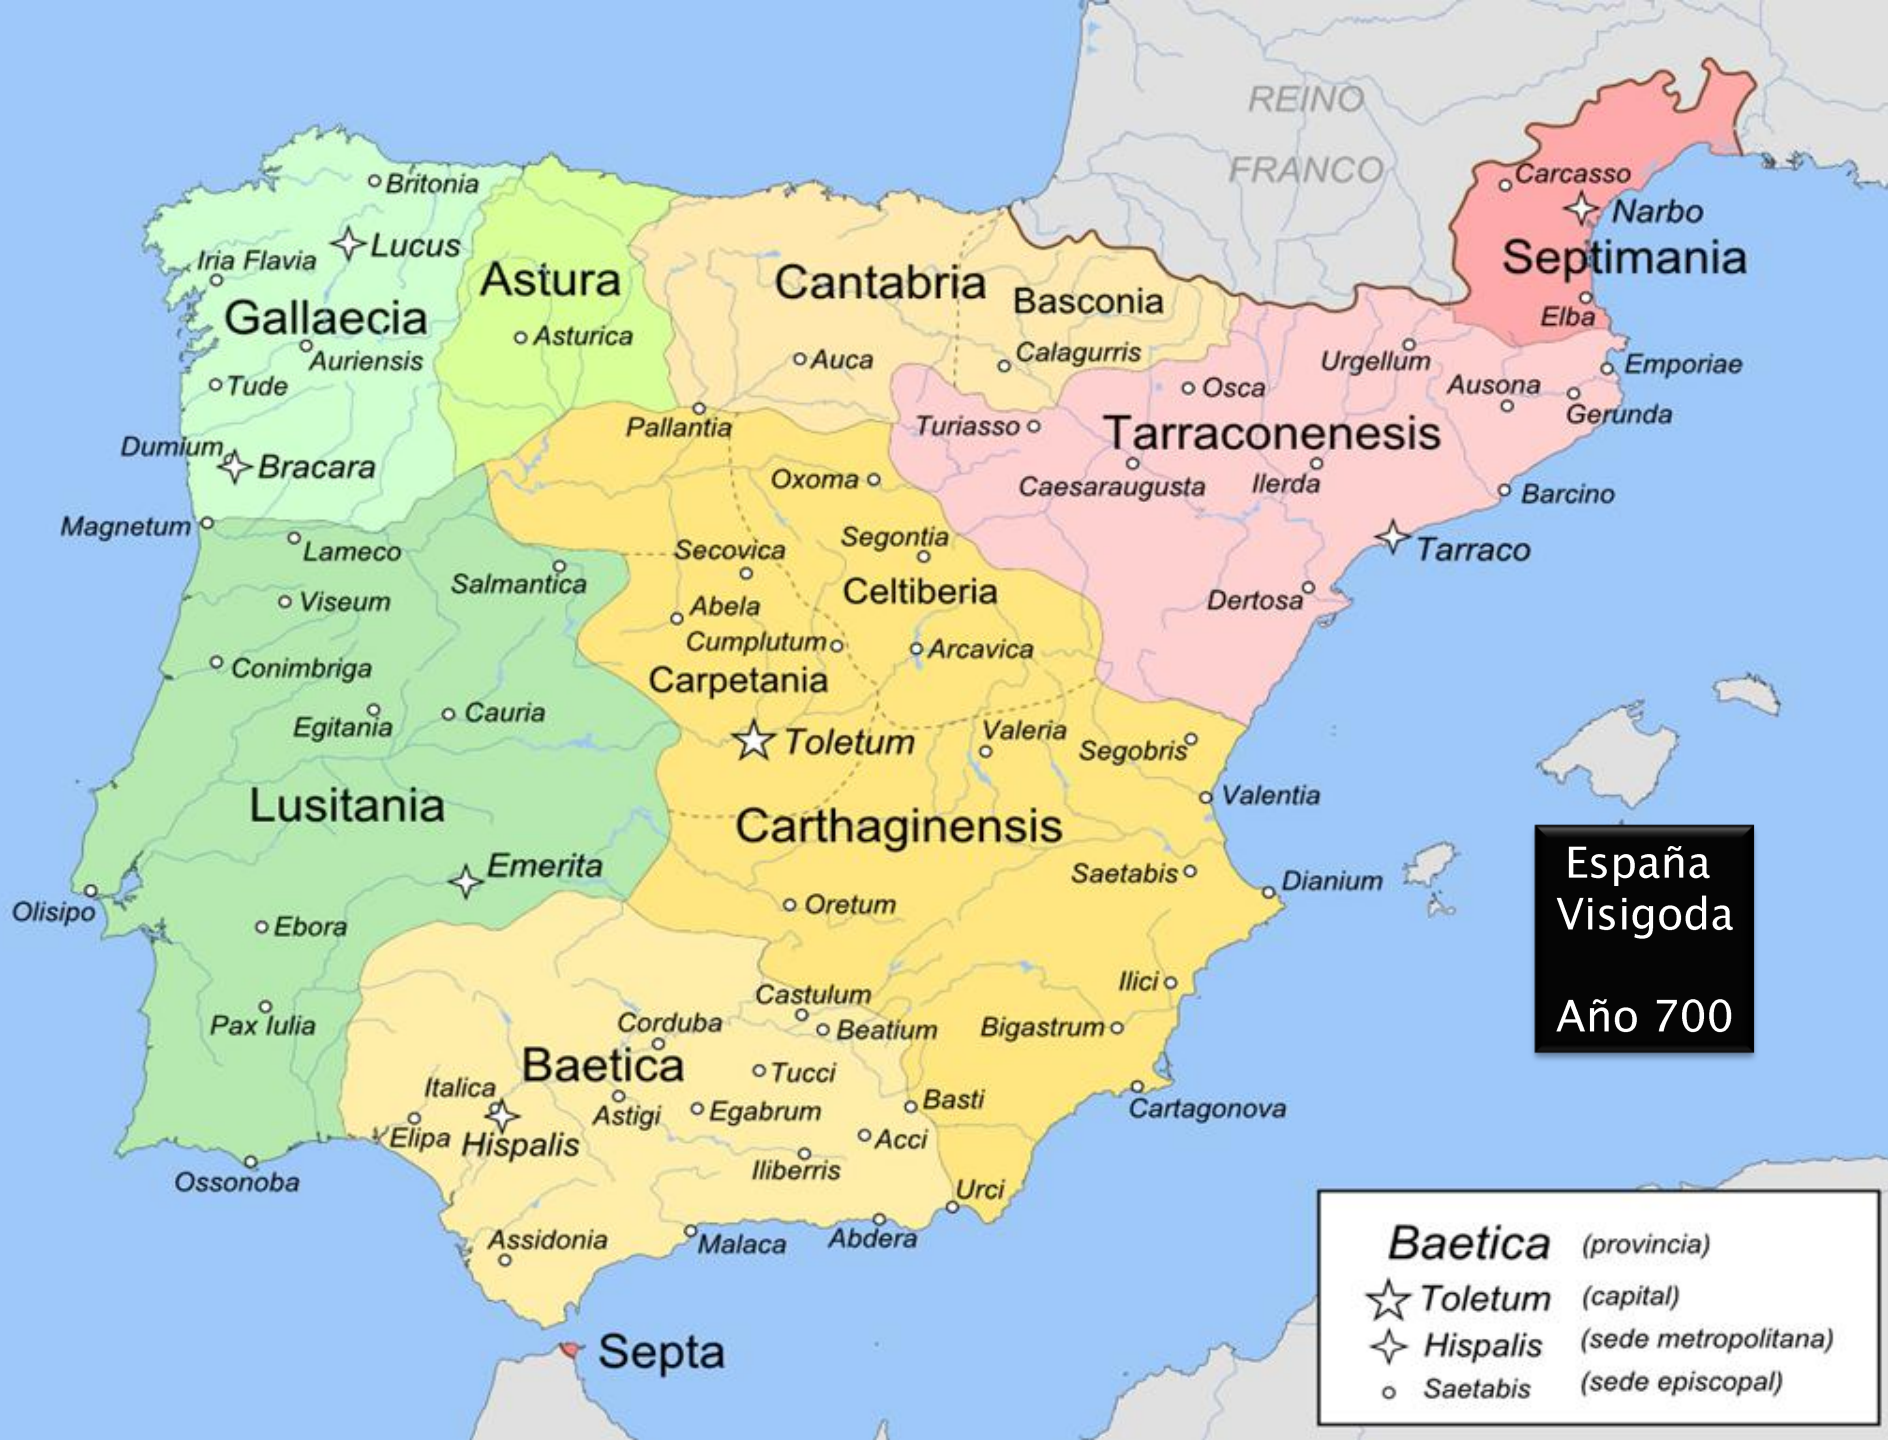 REINO
FRANCO
Carcasso
Narbo
Septimania
Elba
Britonia
Lucus
Iria Flavia
Gallaecia
Auriensis
Tude
Dumium
Bracara
Magnetum
Astura
Asturica
Cantabria
Basconia
Auca
Calagurris
Pallantia
Turiasso
Osca
Urgellum
Ausona
Emporiae
Gerunda
Tarraconenesis
Caesaraugusta
Ilerda
Barcino
Tarraco
Dertosa
Oxoma
Segontia
Secovica
Celtiberia
Abela
Cumplutum
Arcavica
Carpetania
Toletum
Valeria
Segobris
Valentia
Carthaginensis
Saetabis
Dianium
Oretum
Ilici
Bigastrum
Cartagonova
Lameco
Salmantica
Viseum
Conimbriga
Egitania
Cauria
Lusitania
Emerita
Olisipo
Ebora
Pax Iulia
Ossonoba
Castulum
Corduba
Beatium
Baetica
Tucci
Italica
Astigi
Egabrum
Basti
Elipa
Hispalis
Acci
Iliberris
Urci
Assidonia
Malaca
Abdera
Septa
España
Visigoda
Año 700
Baetica (provincia)
Toletum (capital)
Hispalis (sede metropolitana)
Saetabis (sede episcopal)